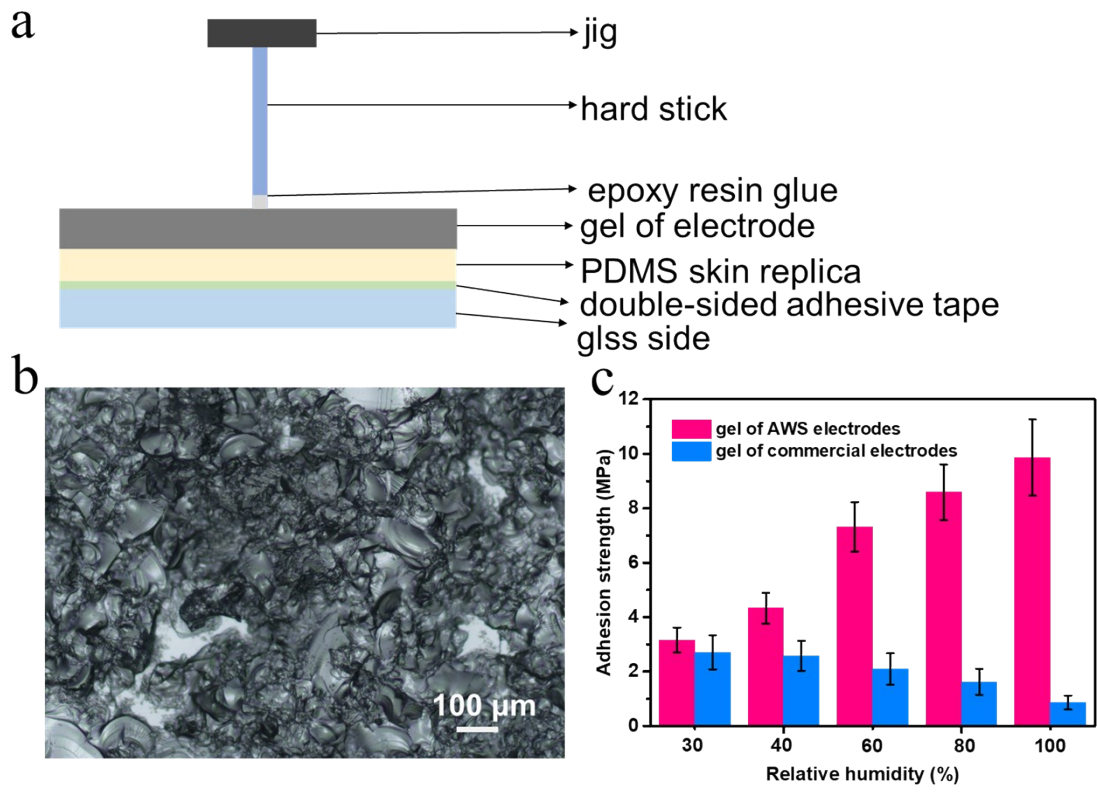 a
jig
hard stick
epoxy resin glue
gel of electrode
PDMS skin replica
double-sided adhesive tape
glss side
b
100 μm
c
12
10
8
6
4
2
0
Adhesion strength (MPa)
gel of AWS electrodes
gel of commercial electrodes
30 40 60 80 100
Relative humidity (%)